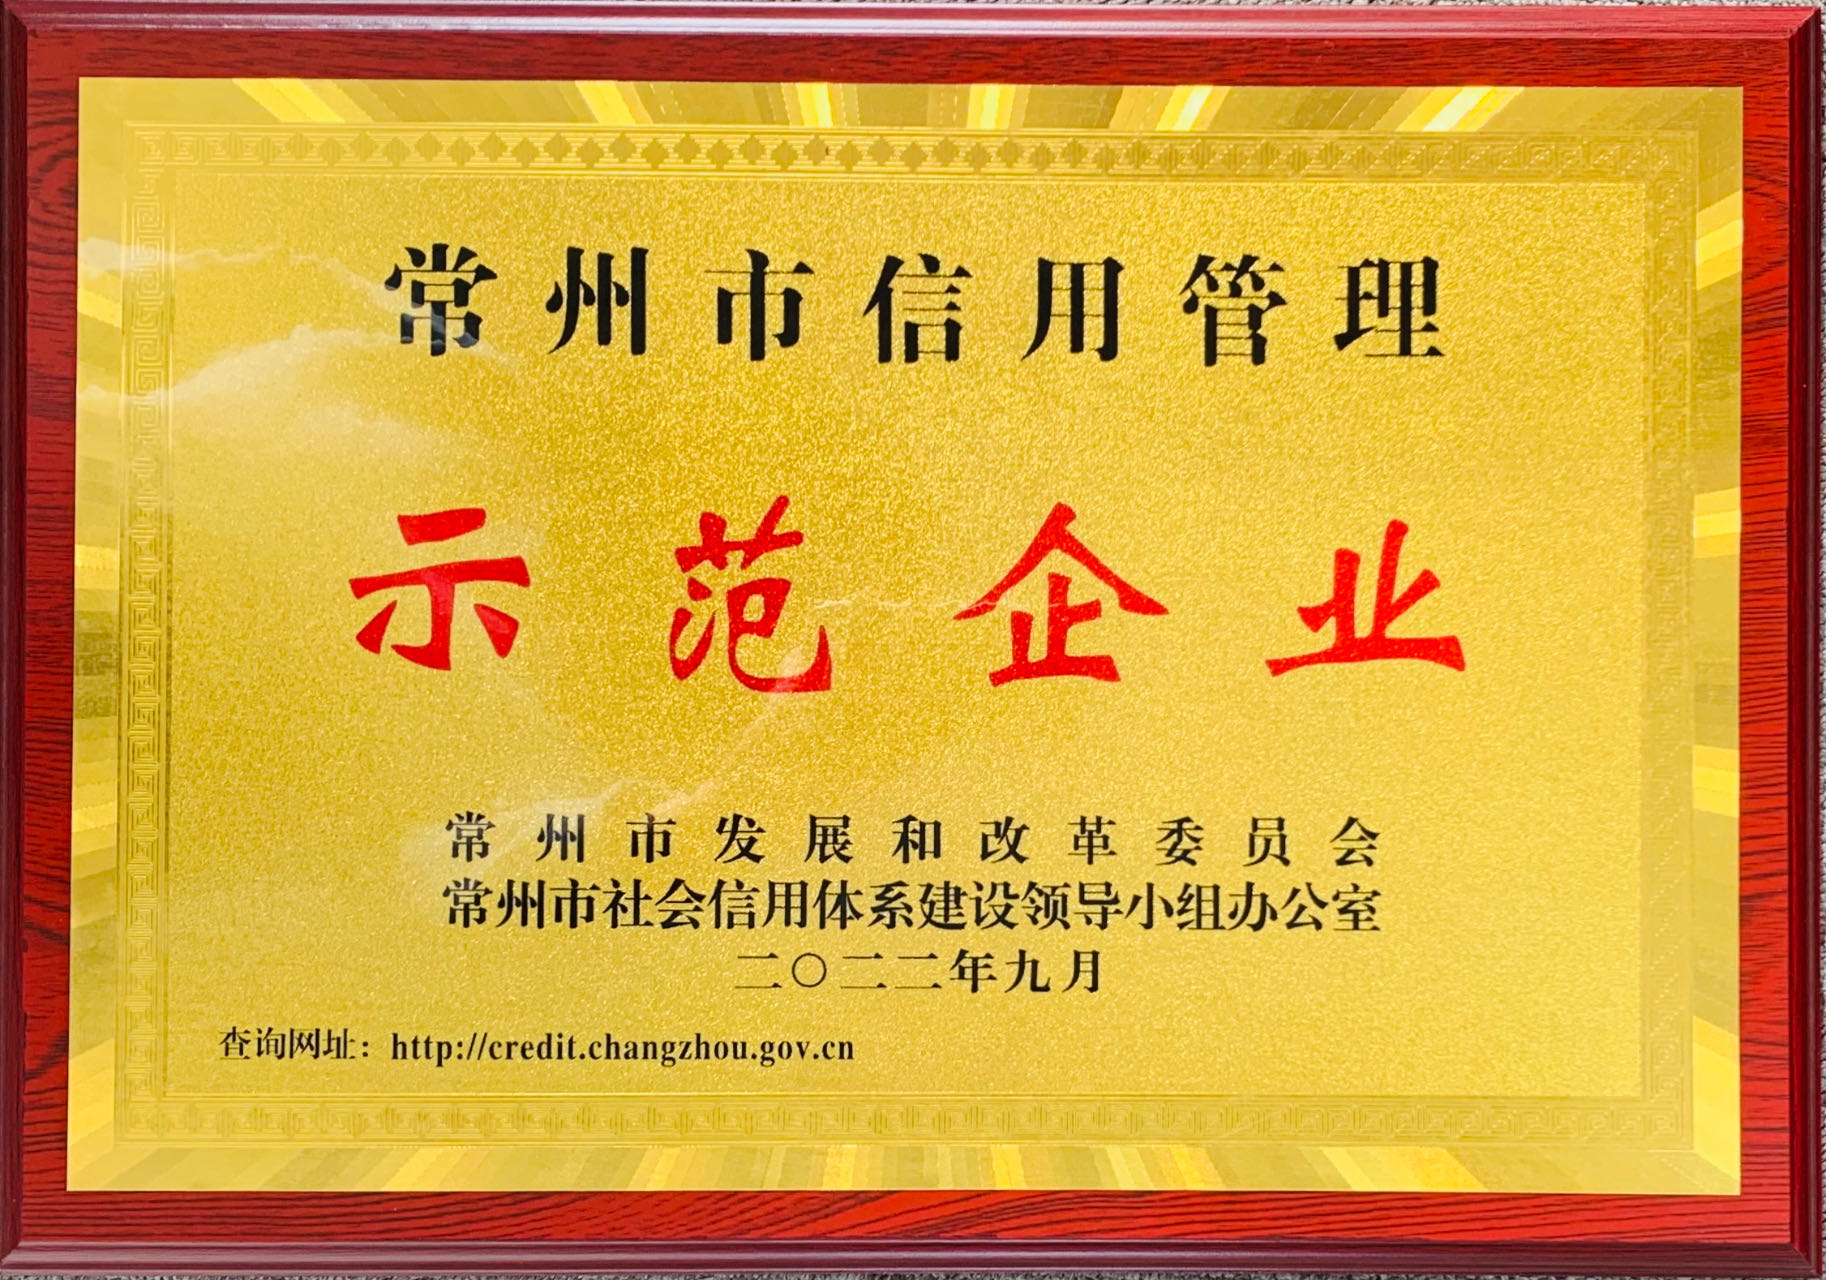 常州市信用管理
示范企业
常州市发展和改革委员会
常州市社会信用体系建设领导小组办公室
二〇二二年九月
查询网址：http://credit.changzhou.gov.cn